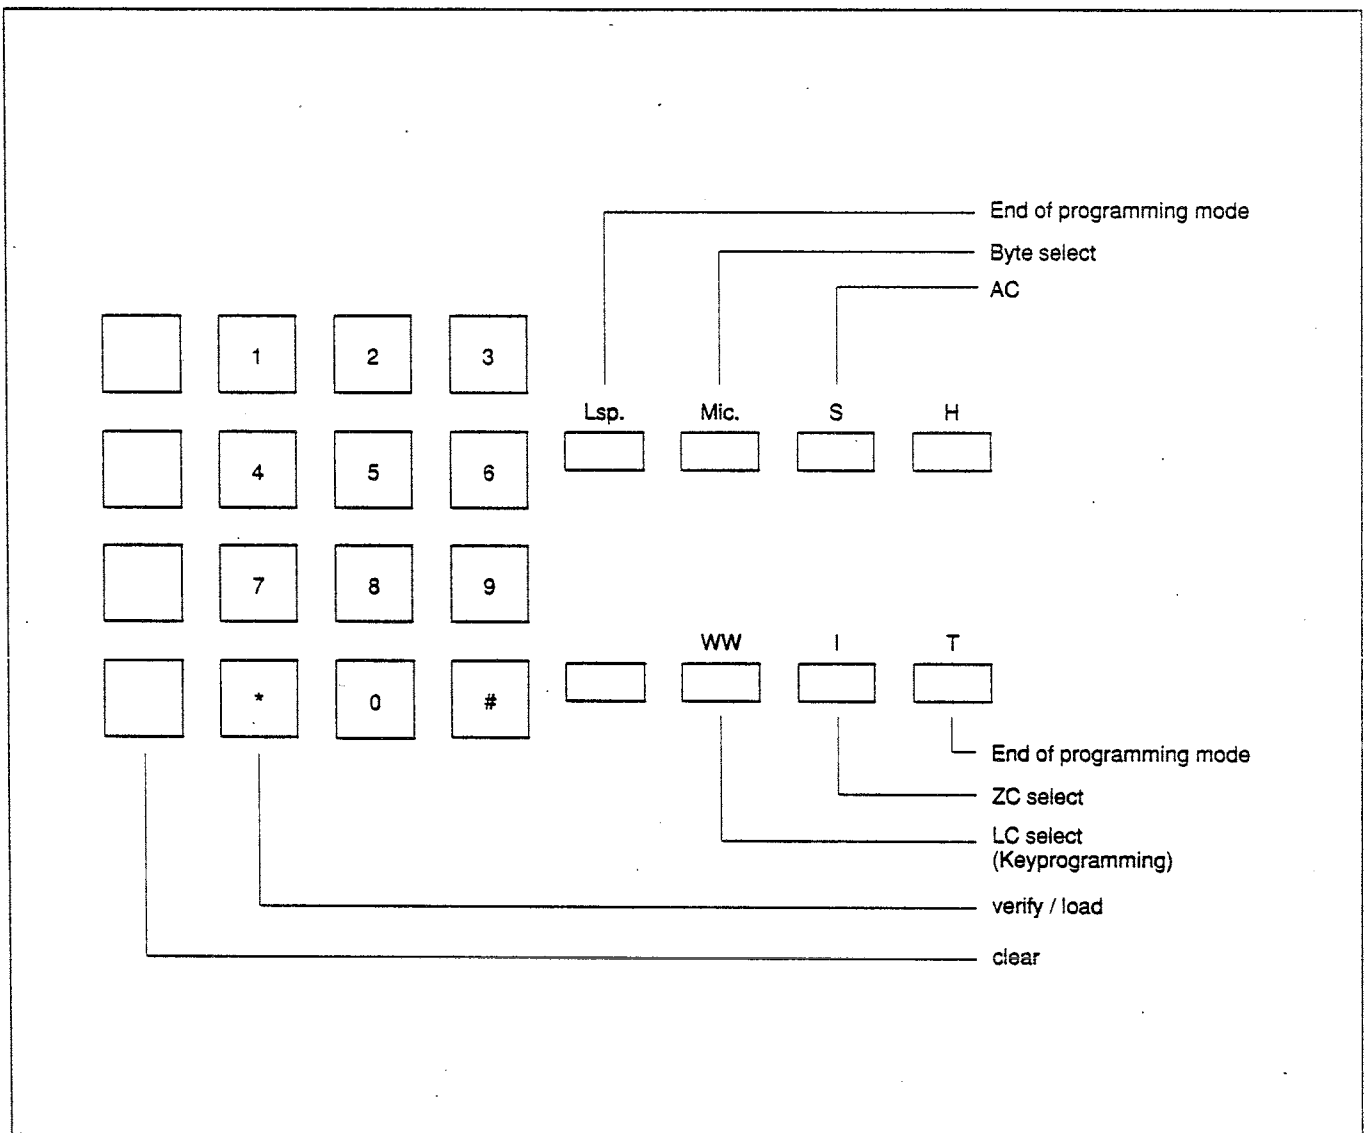 End of programming mode
Byte select
AC
1 2 3
Lsp. Mic. S H
4 5 6
7 8 9
WW I T
* 0 #
End of programming mode
ZC select
LC select
(Keyprogramming)
verify / load
clear